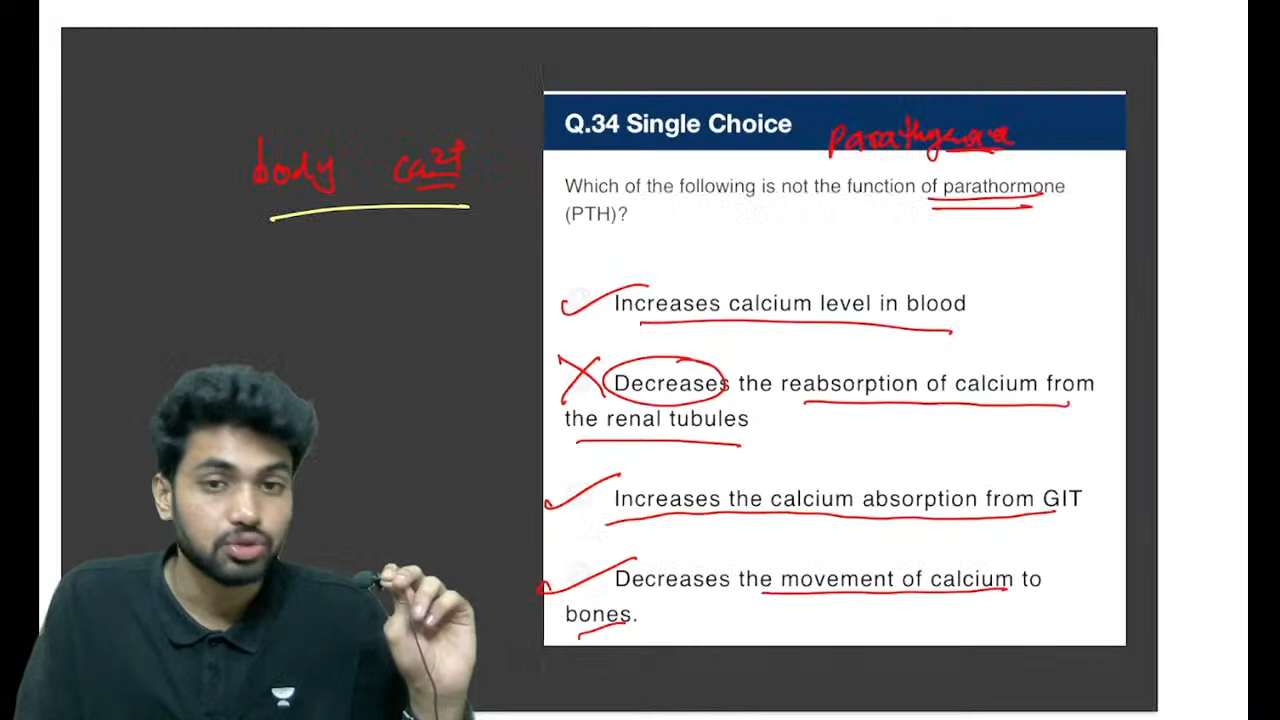 Q.34 Single Choice
body ca2+
Which of the following is not the function of parathormone
(PTH)?
Increases calcium level in blood
Decreases the reabsorption of calcium from
the renal tubules
Increases the calcium absorption from GIT
Decreases the movement of calcium to
bones.